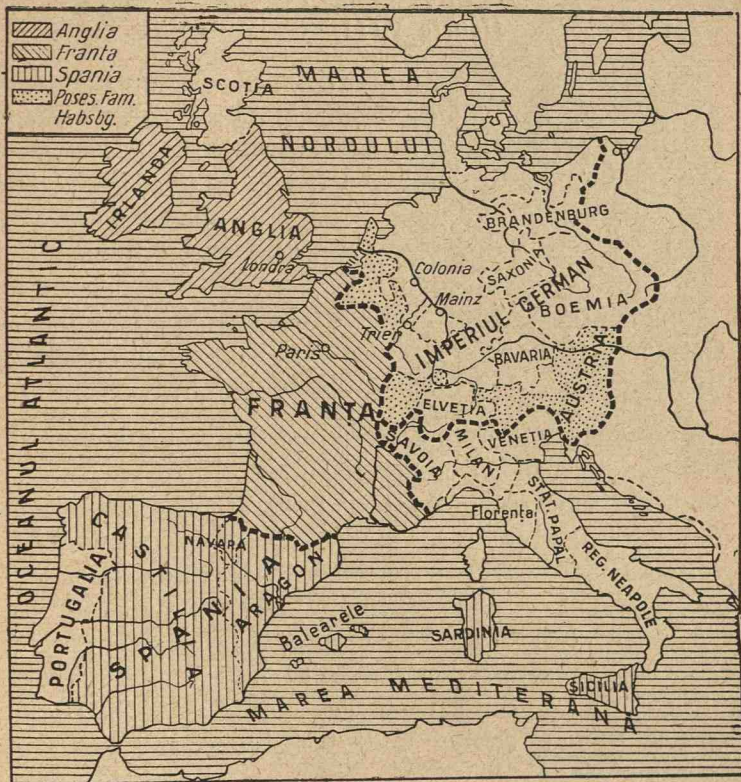 Anglia
Franta
Spania
Poses. Fam.
Habsbg.
SCOTIA
MAREA
NORDULUI
IRLANDA
ANGLIA
Londra
OCEANUL ATLANTIC
BRANDENBURG
SAXONIA
Colonia
Mainz
Trier
IMPERIUL GERMAN
BOEMIA
Paris
BAVARIA
AUSTRIA
FRANTA
ELVETIA
SAVOIA
MILAN
VENETIA
Florenta
STAT. PAPAL
REG. NEAPOLE
CASTILIA
NAVARA
ARAGON
SPANIA
PORTUGALIA
Balearele
SARDINIA
SICILIA
MAREA MEDITERANA